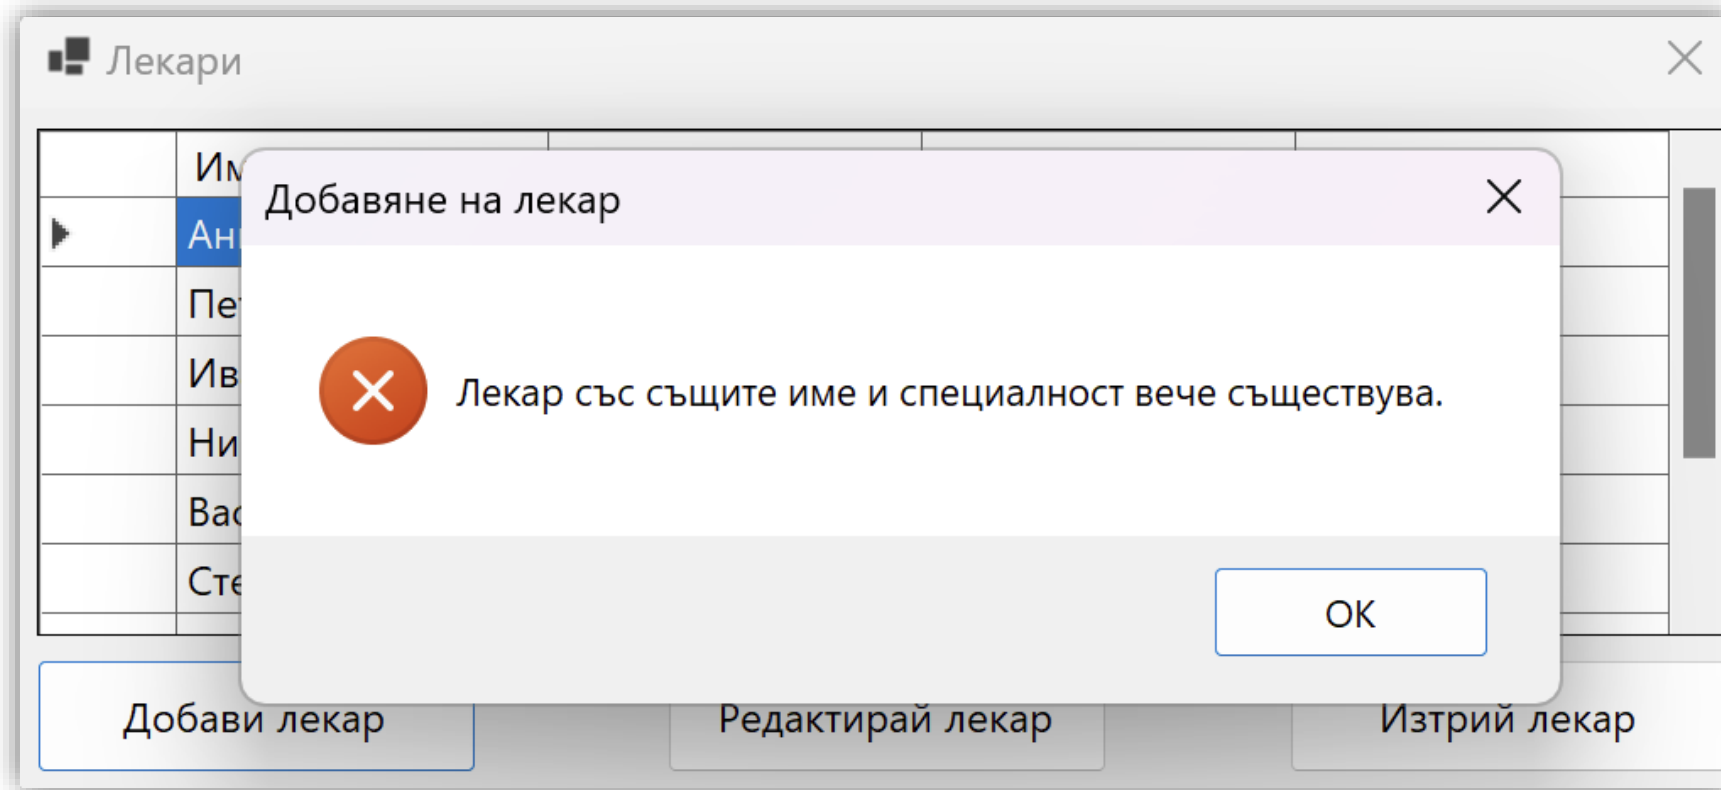 Лекари
Добавяне на лекар
Лекар със същите име и специалност вече съществува.
OK
Добави лекар
Редактирай лекар
Изтрий лекар